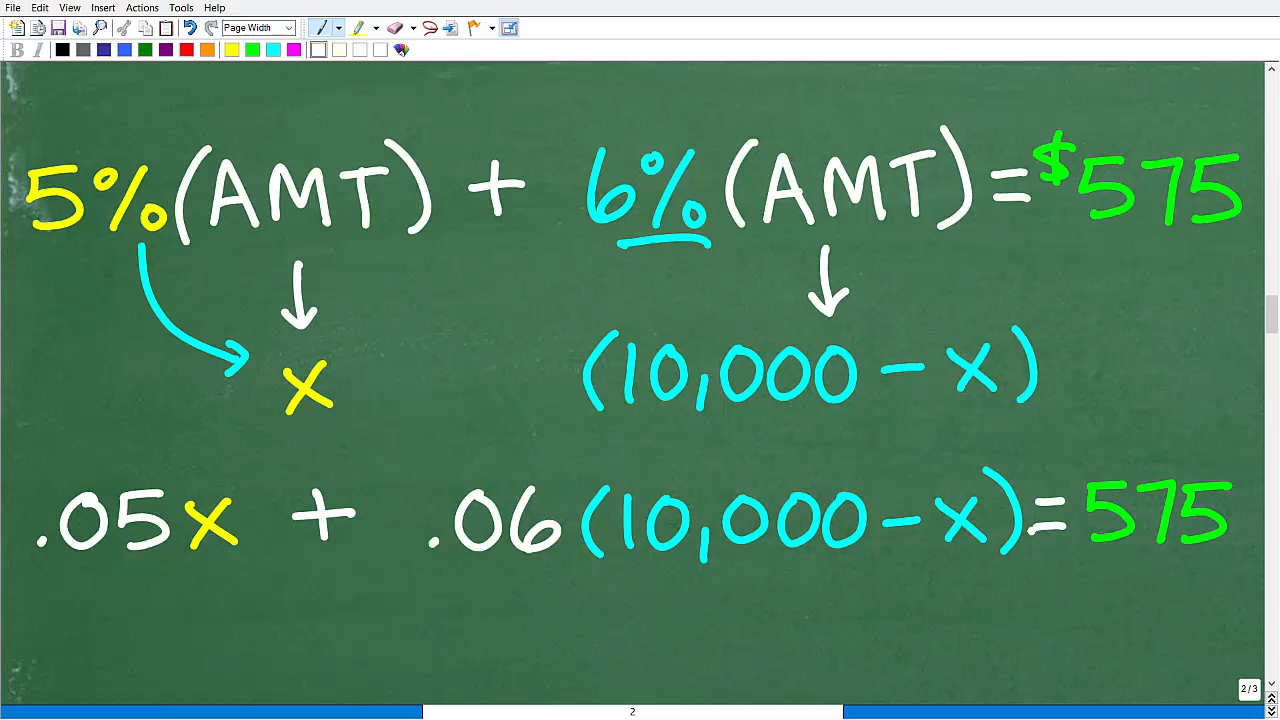 File Edit View Insert Actions Tools Help
Page Width
B I
5%(AMT) + 6%(AMT) = $575
x (10,000 - x)
.05x + .06(10,000 - x) = 575
2/3
2